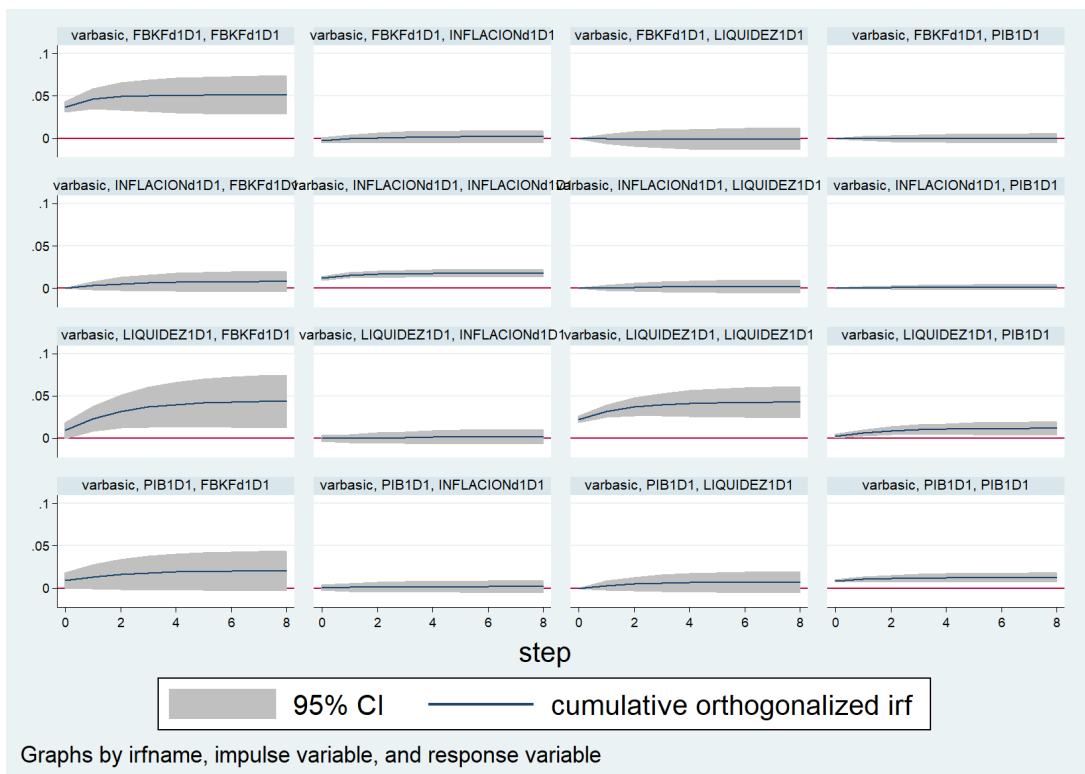 varbasic, FBKFd1D1, FBKFd1D1 varbasic, FBKFd1D1, INFLACIONd1D1 varbasic, FBKFd1D1, LIQUIDEZ1D1 varbasic, FBKFd1D1, PIB1D1
.1
.05
0
varbasic, INFLACIONd1D1, FBKFd1D1 varbasic, INFLACIONd1D1, INFLACIONd1D1 varbasic, INFLACIONd1D1, LIQUIDEZ1D1 varbasic, INFLACIONd1D1, PIB1D1
.1
.05
0
varbasic, LIQUIDEZ1D1, FBKFd1D1 varbasic, LIQUIDEZ1D1, INFLACIONd1D1 varbasic, LIQUIDEZ1D1, LIQUIDEZ1D1 varbasic, LIQUIDEZ1D1, PIB1D1
.1
.05
0
varbasic, PIB1D1, FBKFd1D1 varbasic, PIB1D1, INFLACIONd1D1 varbasic, PIB1D1, LIQUIDEZ1D1 varbasic, PIB1D1, PIB1D1
.1
.05
0
0 2 4 6 8 0 2 4 6 8 0 2 4 6 8 0 2 4 6 8
step
95% CI cumulative orthogonalized irf
Graphs by irfname, impulse variable, and response variable